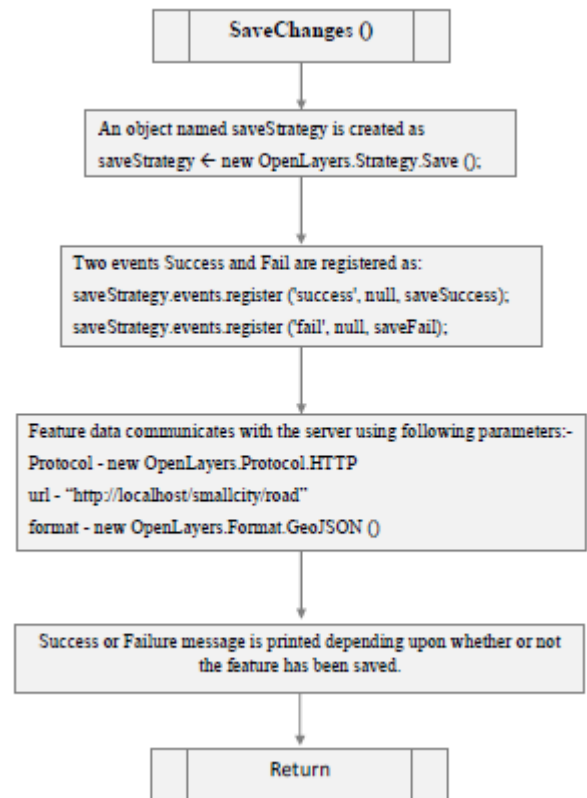 SaveChanges ()
An object named saveStrategy is created as
saveStrategy ← new OpenLayers.Strategy.Save ();
Two events Success and Fail are registered as:
saveStrategy.events.register ('success', null, saveSuccess);
saveStrategy.events.register ('fail', null, saveFail);
Feature data communicates with the server using following parameters:-
Protocol - new OpenLayers.Protocol.HTTP
url - “http://localhost/smallcity/road”
format - new OpenLayers.Format.GeoJSON ()
Success or Failure message is printed depending upon whether or not
the feature has been saved.
Return